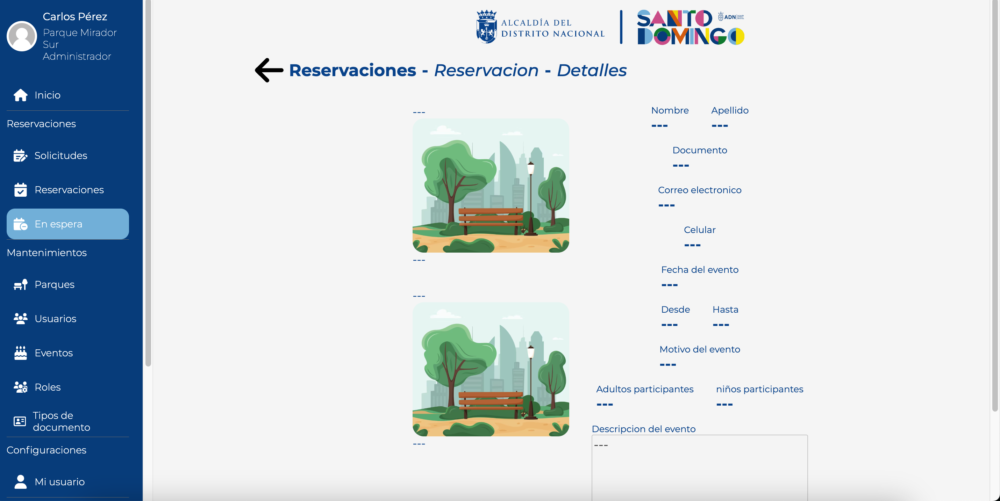 Carlos Pérez
Parque Mirador
Sur
Administrador
Inicio
Reservaciones
Solicitudes
Reservaciones
En espera
Mantenimientos
Parques
Usuarios
Eventos
Roles
Tipos de
documento
Configuraciones
Mi usuario
ALCALDÍA DEL
DISTRITO NACIONAL
SANTO
DOMINGO
ADN
Reservaciones - Reservacion - Detalles
---
---
---
---
Nombre Apellido
--- ---
Documento
---
Correo electronico
---
Celular
---
Fecha del evento
---
Desde Hasta
--- ---
Motivo del evento
---
Adultos participantes niños participantes
--- ---
Descripcion del evento
---